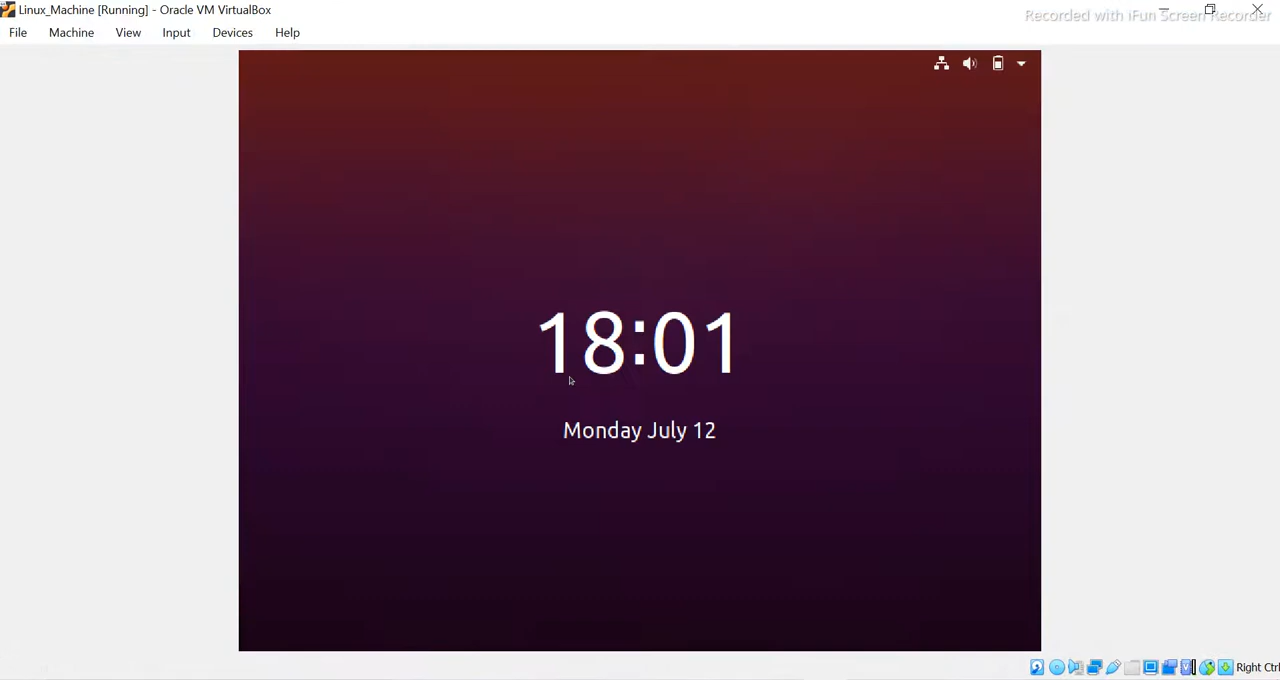 Linux_Machine [Running] - Oracle VM VirtualBox
Recorded with iFun Screen Recorder
File Machine View Input Devices Help
18:01
Monday July 12
Right Ctrl